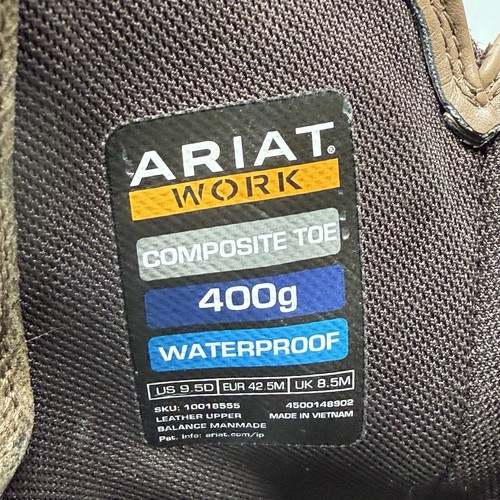 ARIAT®
WORK
COMPOSITE TOE
400g
WATERPROOF
US 9.5D EUR 42.5M UK 8.5M
SKU: 10018555 4500148902
LEATHER UPPER MADE IN VIETNAM
BALANCE MANMADE
Pat. info: ariat.com/ip